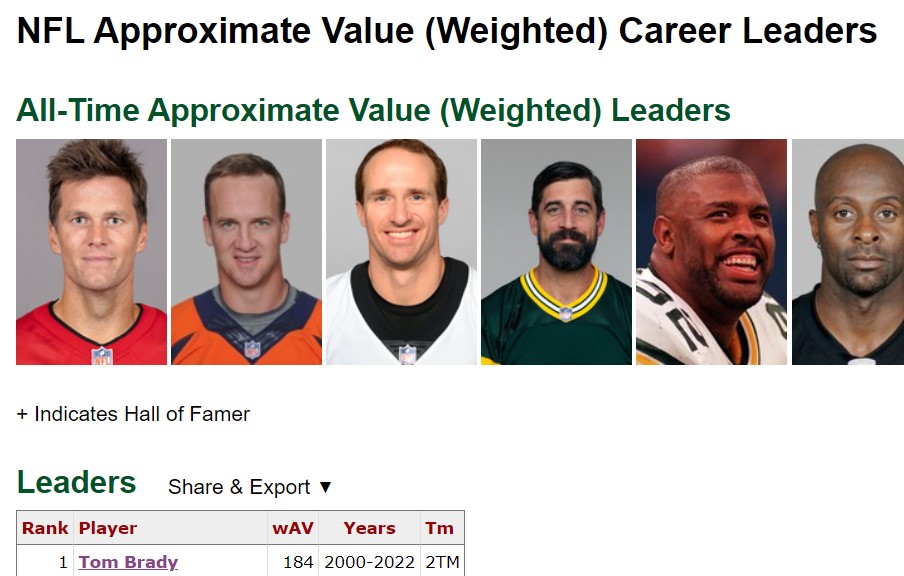 NFL Approximate Value (Weighted) Career Leaders
All-Time Approximate Value (Weighted) Leaders
+ Indicates Hall of Famer
Leaders Share & Export ▼
Rank Player wAV Years Tm
1 Tom Brady 184 2000-2022 2TM